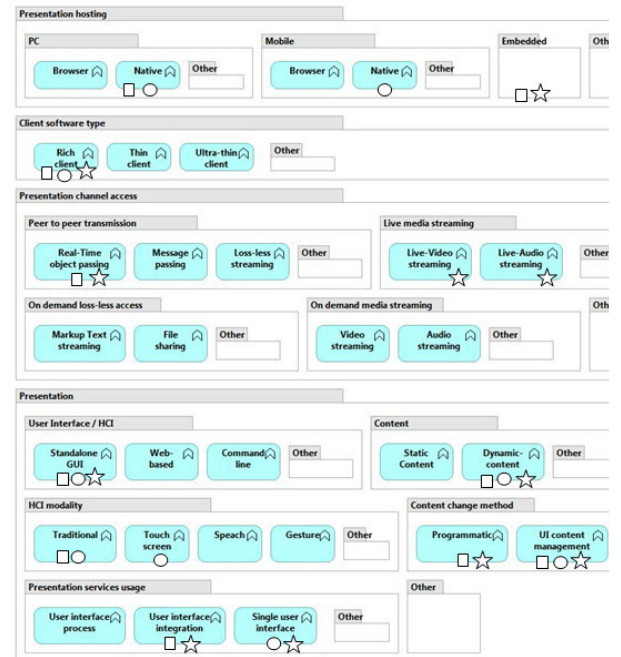 Presentation hosting
PC
Mobile
Embedded
Oth
Browser
Native
Other
Browser
Native
Other
Client software type
Rich client
Thin client
Ultra-thin client
Other
Presentation channel access
Peer to peer transmission
Live media streaming
Real-Time object passing
Message passing
Loss-less streaming
Other
Live-Video streaming
Live-Audio streaming
Other
On demand loss-less access
On demand media streaming
Oth
Markup Text streaming
File sharing
Other
Video streaming
Audio streaming
Other
Presentation
User Interface / HCI
Content
Standalone GUI
Web-based
Command line
Other
Static Content
Dynamic-content
Other
HCI modality
Content change method
Traditional
Touch screen
Speach
Gesture
Other
Programmatic
UI content management
Presentation services usage
Other
User interface process
User interface integration
Single user interface
Other